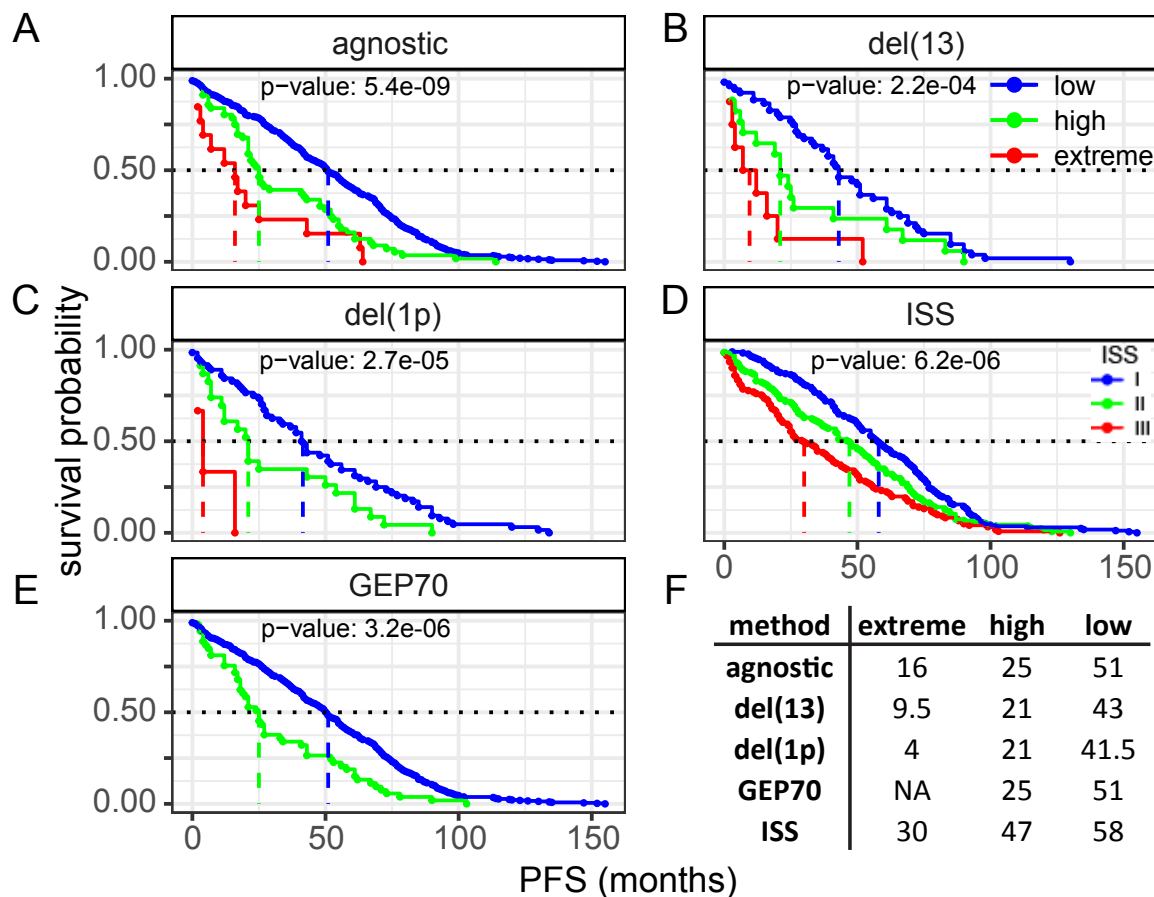 A
agnostic
p−value: 5.4e−09
1.00
0.50
0.00
B
del(13)
p−value: 2.2e−04
low
high
extreme
C
del(1p)
p−value: 2.7e−05
1.00
0.50
0.00
D
ISS
p−value: 6.2e−06
ISS
I
II
III
0 50 100 150
E
GEP70
p−value: 3.2e−06
1.00
0.50
0.00
0 50 100 150
survival probability
PFS (months)
F
method extreme high low
agnostic 16 25 51
del(13) 9.5 21 43
del(1p) 4 21 41.5
GEP70 NA 25 51
ISS 30 47 58